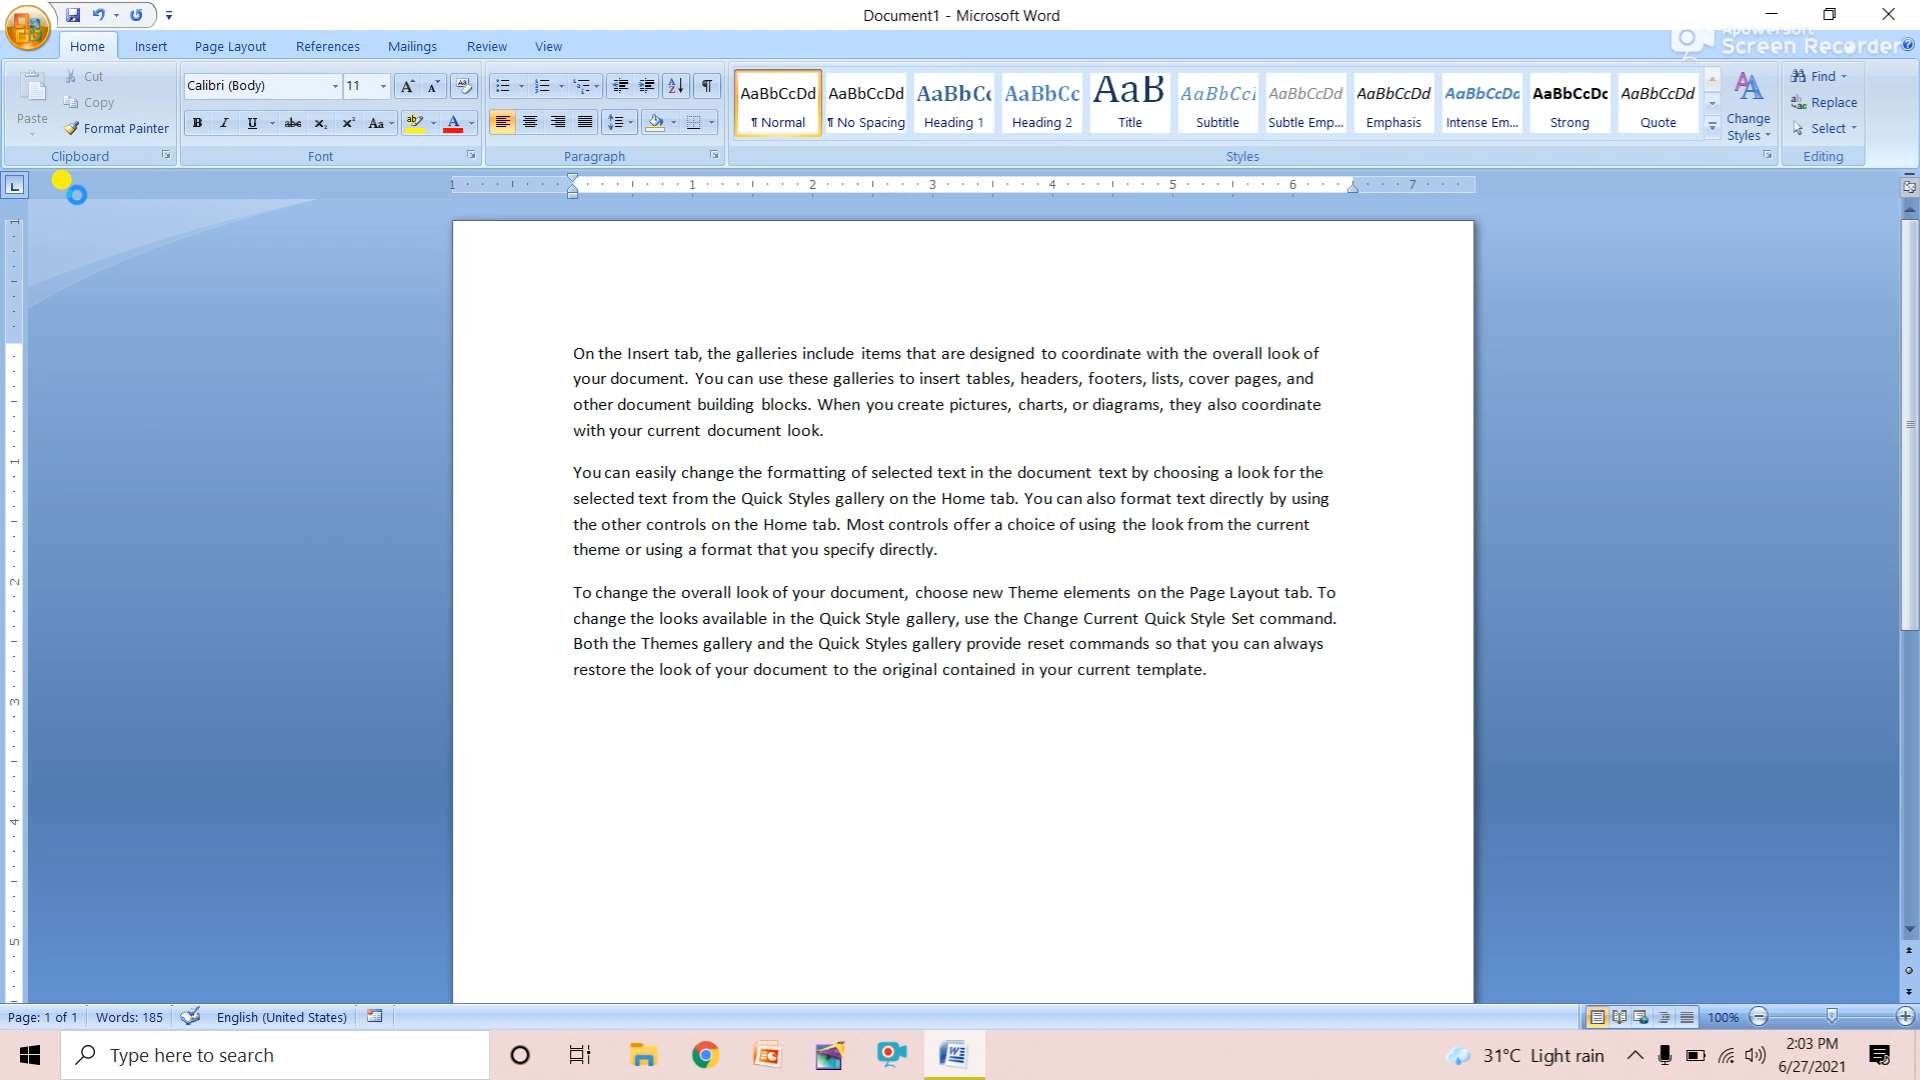 Document1 - Microsoft Word
Apowersoft
Screen Recorder
Home Insert Page Layout References Mailings Review View
Cut
Copy
Format Painter
Paste
Clipboard
Calibri (Body) 11
Font
Paragraph
AaBbCcDd AaBbCcDd AaBbCc AaBbCc AaB AaBbCcI AaBbCcDd AaBbCcDd AaBbCcDd AaBbCcDc AaBbCcDd
¶ Normal ¶ No Spacing Heading 1 Heading 2 Title Subtitle Subtle Emp... Emphasis Intense Em... Strong Quote
Change
Styles
Styles
Find
Replace
Select
Editing
1 1 2 3 4 5 6 7
On the Insert tab, the galleries include items that are designed to coordinate with the overall look of
your document. You can use these galleries to insert tables, headers, footers, lists, cover pages, and
other document building blocks. When you create pictures, charts, or diagrams, they also coordinate
with your current document look.
You can easily change the formatting of selected text in the document text by choosing a look for the
selected text from the Quick Styles gallery on the Home tab. You can also format text directly by using
the other controls on the Home tab. Most controls offer a choice of using the look from the current
theme or using a format that you specify directly.
To change the overall look of your document, choose new Theme elements on the Page Layout tab. To
change the looks available in the Quick Style gallery, use the Change Current Quick Style Set command.
Both the Themes gallery and the Quick Styles gallery provide reset commands so that you can always
restore the look of your document to the original contained in your current template.
Page: 1 of 1 Words: 185 English (United States) 100%
Type here to search
31°C Light rain
2:03 PM
6/27/2021